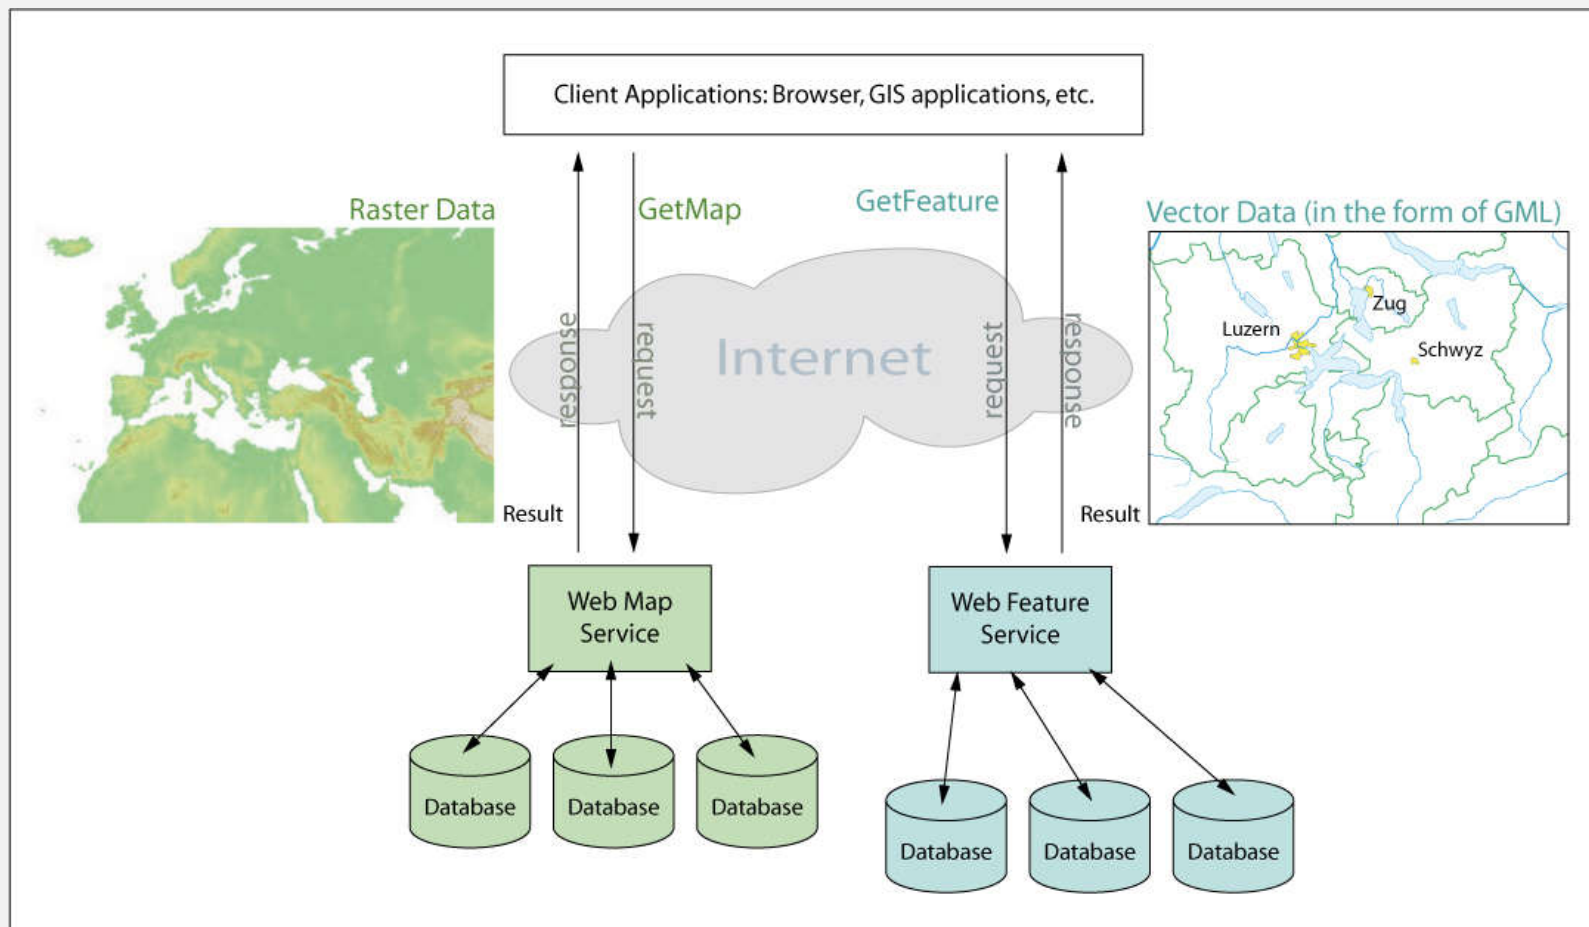 Client Applications: Browser, GIS applications, etc.
Raster Data
GetMap
GetFeature
Vector Data (in the form of GML)
response
request
Internet
reqnest
response
Zug
Luzern
Schwyz
Result
Result
Web Map
Service
Web Feature
Service
Database
Database
Database
Database
Database
Database